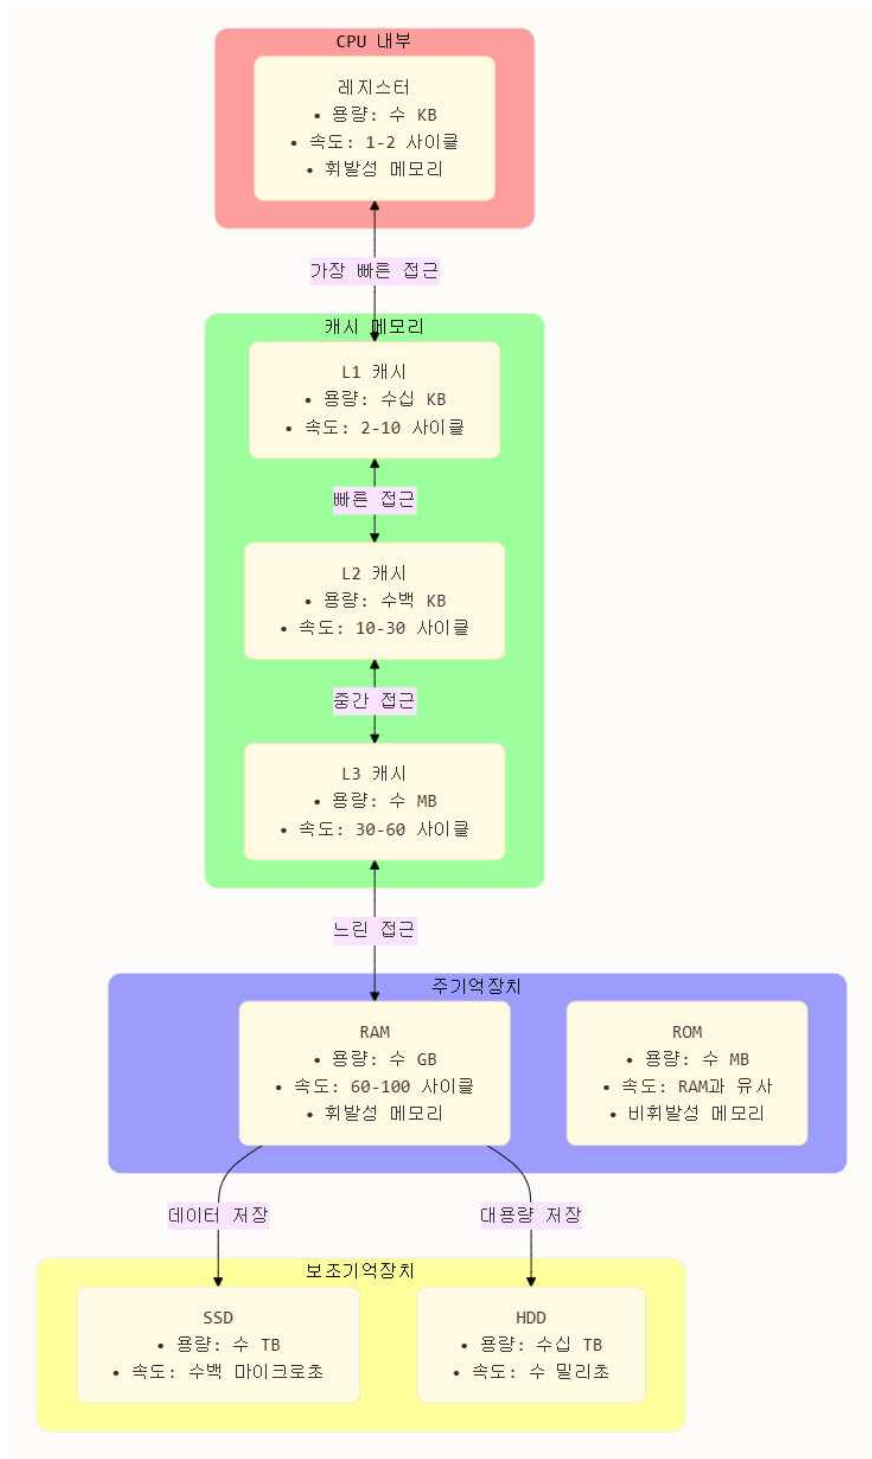 CPU 내부
레지스터
• 용량: 수 KB
• 속도: 1-2 사이클
• 휘발성 메모리
가장 빠른 접근
캐시 메모리
L1 캐시
• 용량: 수십 KB
• 속도: 2-10 사이클
빠른 접근
L2 캐시
• 용량: 수백 KB
• 속도: 10-30 사이클
중간 접근
L3 캐시
• 용량: 수 MB
• 속도: 30-60 사이클
느린 접근
주기억장치
RAM
• 용량: 수 GB
• 속도: 60-100 사이클
• 휘발성 메모리
ROM
• 용량: 수 MB
• 속도: RAM과 유사
• 비휘발성 메모리
데이터 저장
대용량 저장
보조기억장치
SSD
• 용량: 수 TB
• 속도: 수백 마이크로초
HDD
• 용량: 수십 TB
• 속도: 수 밀리초